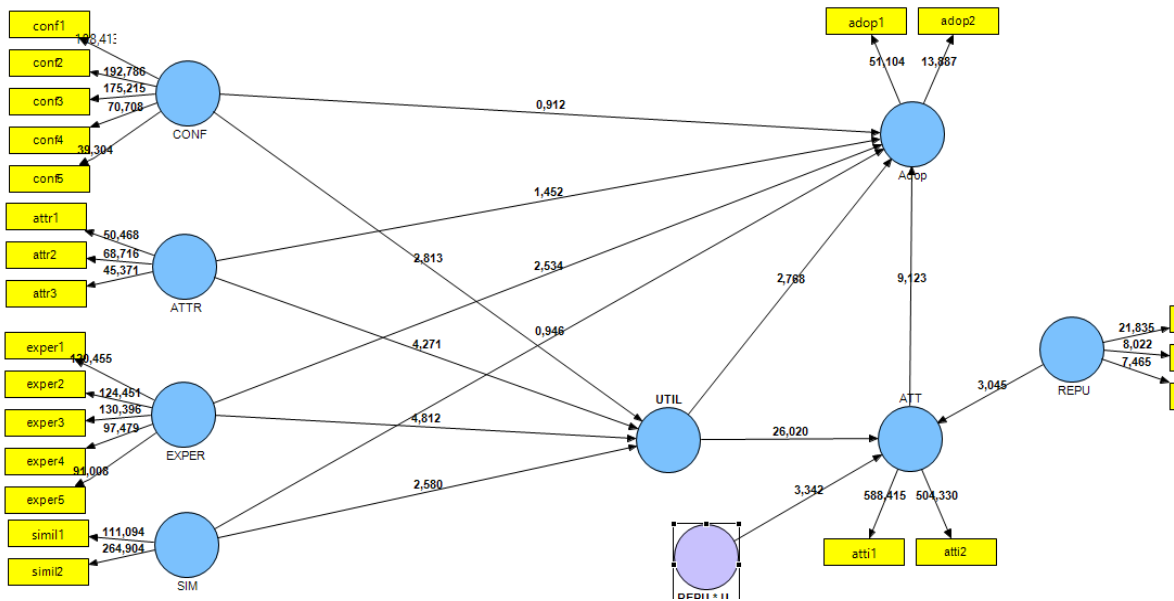 conf1
conf2
192,786
conf3
175,215
conf4
70,708
conf5
39,304
CONF
attr1
50,468
attr2
68,716
attr3
45,371
ATTR
exper1
120,455
exper2
124,451
exper3
130,396
exper4
97,479
exper5
91,008
EXPER
simil1
111,094
simil2
264,904
SIM
adop1
adop2
51,104
13,887
Adop
0,912
1,452
2,813
2,534
2,768
9,123
0,946
4,271
4,812
2,580
UTIL
26,020
ATT
3,045
REPU
21,835
8,022
7,465
3,342
588,415
504,330
atti1
atti2
REPU * U